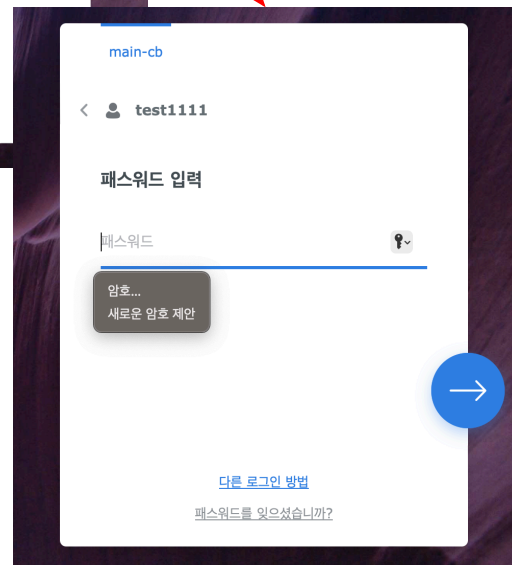 main-cb
test1111
패스워드 입력
패스워드
암호...
새로운 암호 제안
다른 로그인 방법
패스워드를 잊으셨습니까?